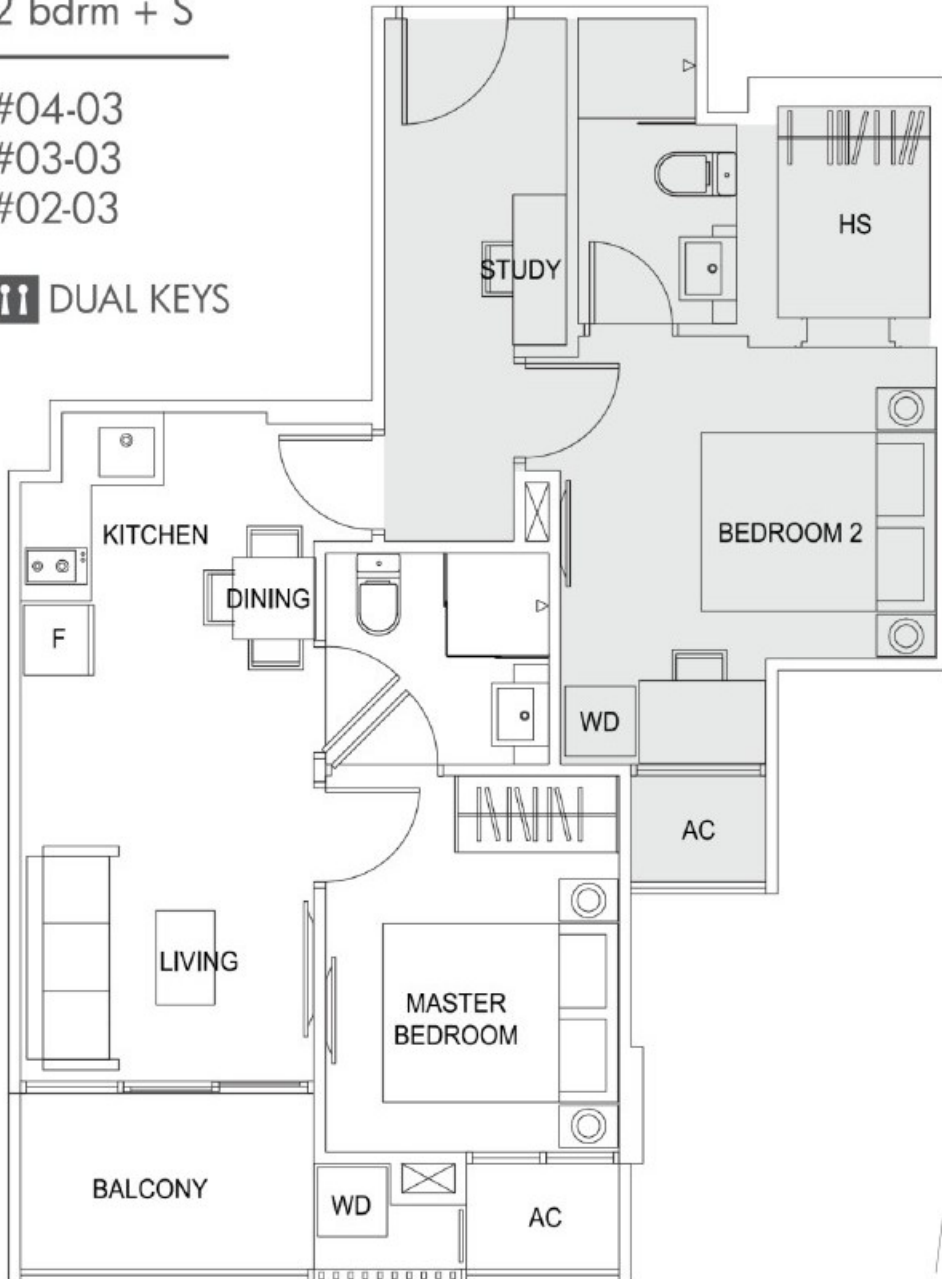 2 bdrm + S
#04-03
#03-03
#02-03
DUAL KEYS
STUDY
HS
KITCHEN
BEDROOM 2
DINING
F
WD
AC
LIVING
MASTER
BEDROOM
BALCONY
WD
AC